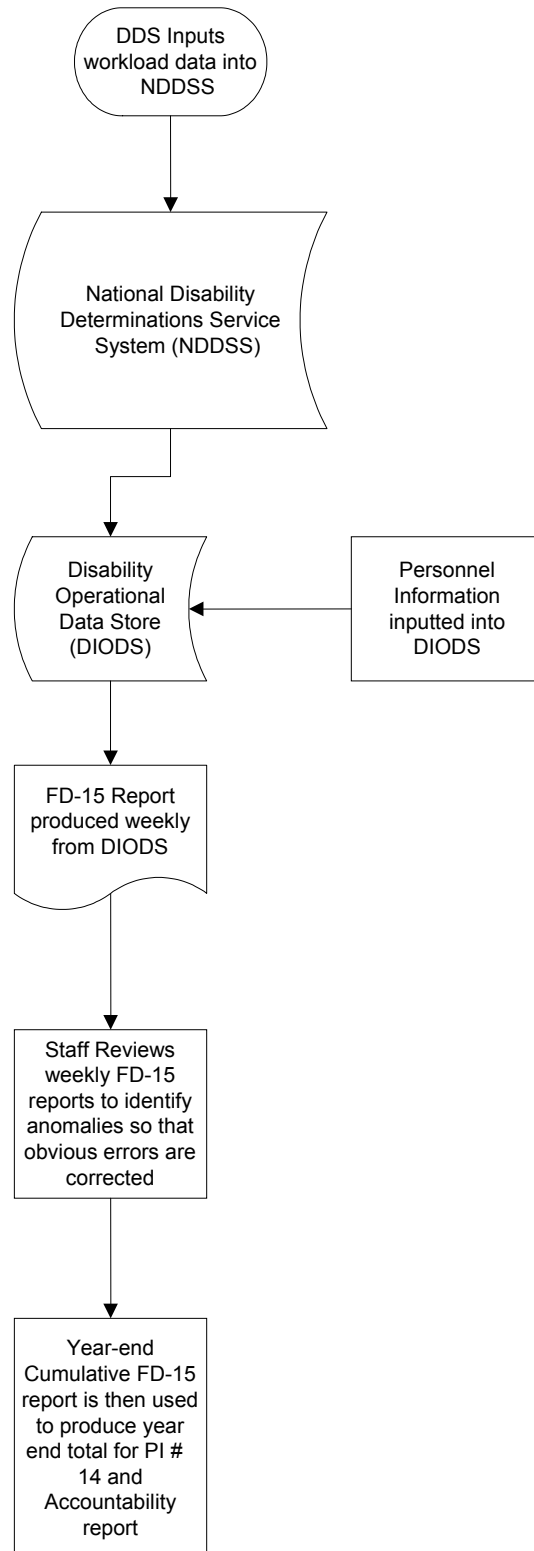 DDS Inputs
workload data into
NDDSS
National Disability
Determinations Service
System (NDDSS)
Disability
Operational
Data Store
(DIODS)
Personnel
Information
inputted into
DIODS
FD-15 Report
produced weekly
from DIODS
Staff Reviews
weekly FD-15
reports to identify
anomalies so that
obvious errors are
corrected
Year-end
Cumulative FD-15
report is then used
to produce year
end total for PI #
14 and
Accountability
report